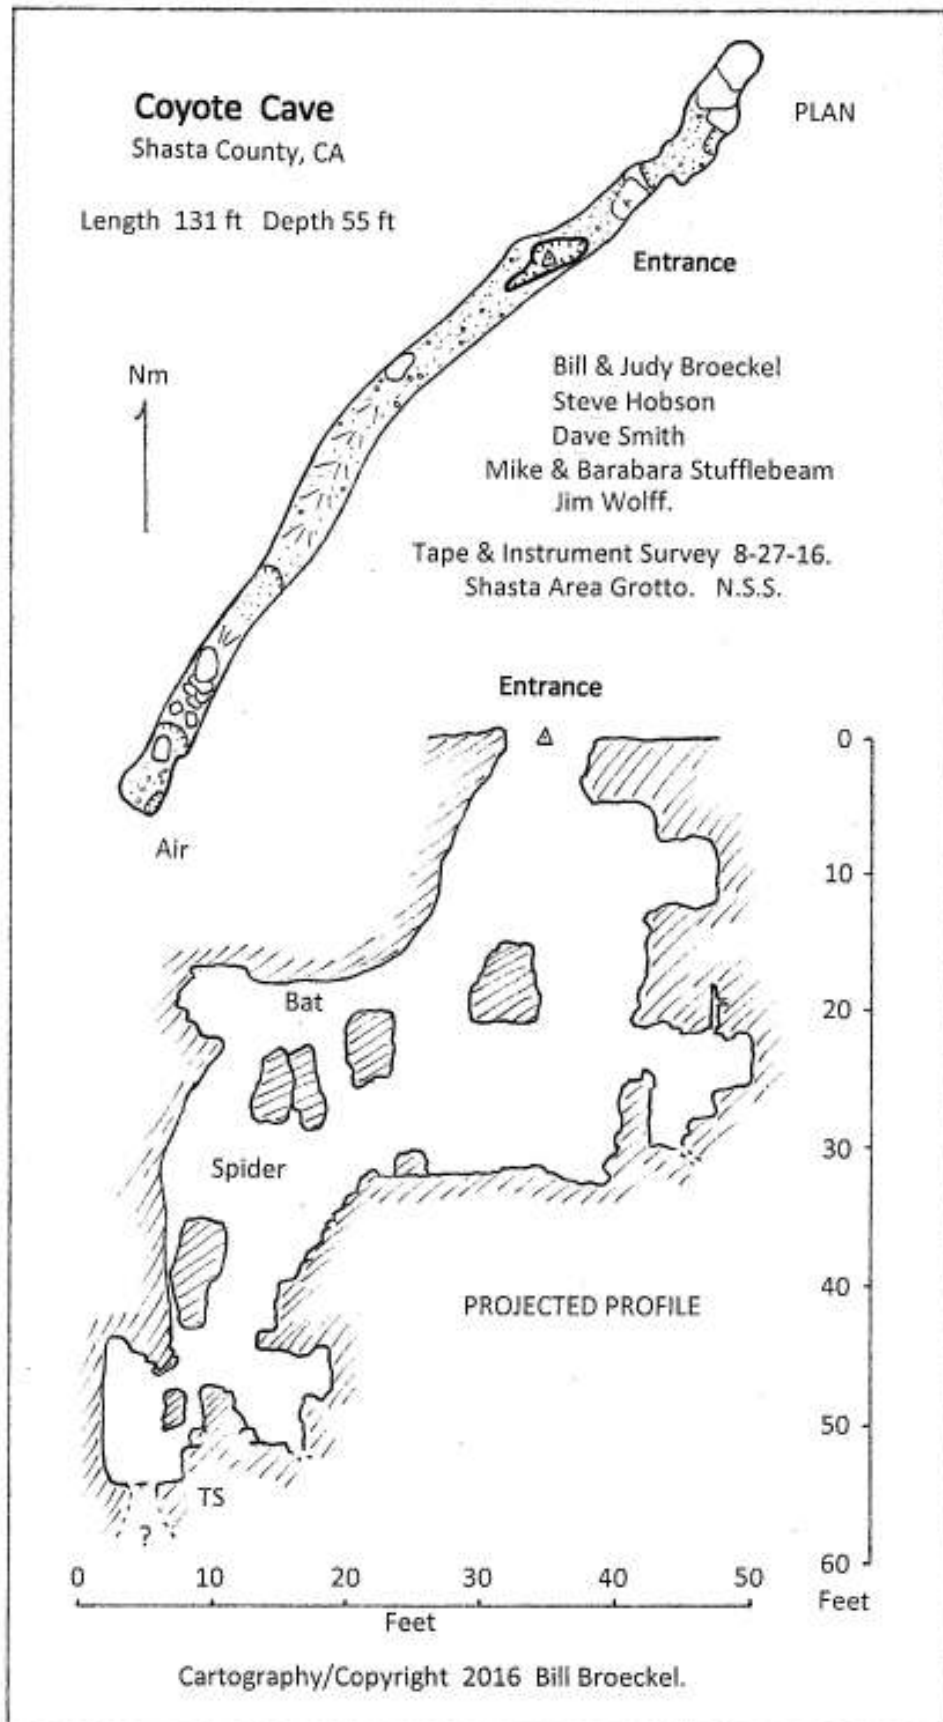 Coyote Cave
Shasta County, CA
Length 131 ft Depth 55 ft
PLAN
Entrance
Nm
Bill & Judy Broeckel
Steve Hobson
Dave Smith
Mike & Barabara Stufflebeam
Jim Wolff.
Tape & Instrument Survey 8-27-16.
Shasta Area Grotto. N.S.S.
Air
Entrance
0
10
20
30
40
50
60
Feet
Bat
Spider
PROJECTED PROFILE
TS
?
0 10 20 30 40 50
Feet
Cartography/Copyright 2016 Bill Broeckel.